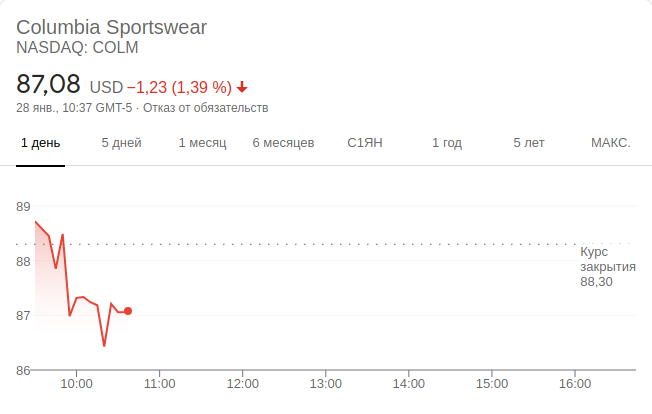 Columbia Sportswear
NASDAQ: COLM
87,08 USD −1,23 (1,39 %)
28 янв., 10:37 GMT-5 · Отказ от обязательств
1 день 5 дней 1 месяц 6 месяцев С1ЯН 1 год 5 лет МАКС.
89
88
87
86
Курс
закрытия
88,30
10:00 11:00 12:00 13:00 14:00 15:00 16:00